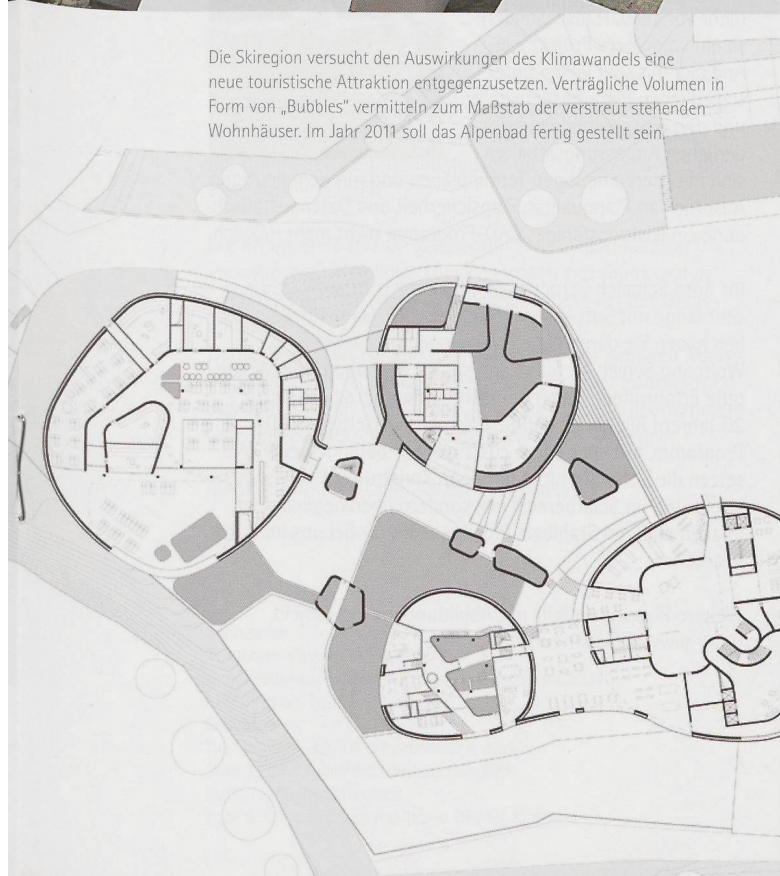 Die Skiregion versucht den Auswirkungen des Klimawandels eine
neue touristische Attraktion entgegenzusetzen. Verträgliche Volumen in
Form von „Bubbles“ vermitteln zum Maßstab der verstreut stehenden
Wohnhäuser. Im Jahr 2011 soll das Alpenbad fertig gestellt sein.